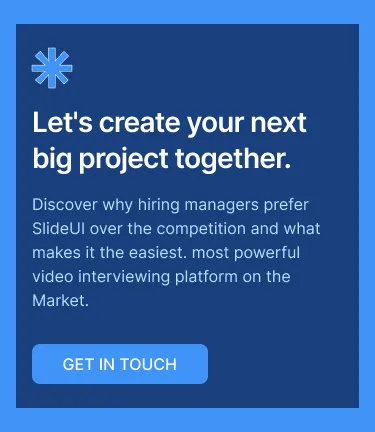 Let's create your next
big project together.
Discover why hiring managers prefer
SlideUI over the competition and what
makes it the easiest. most powerful
video interviewing platform on the
Market.
GET IN TOUCH